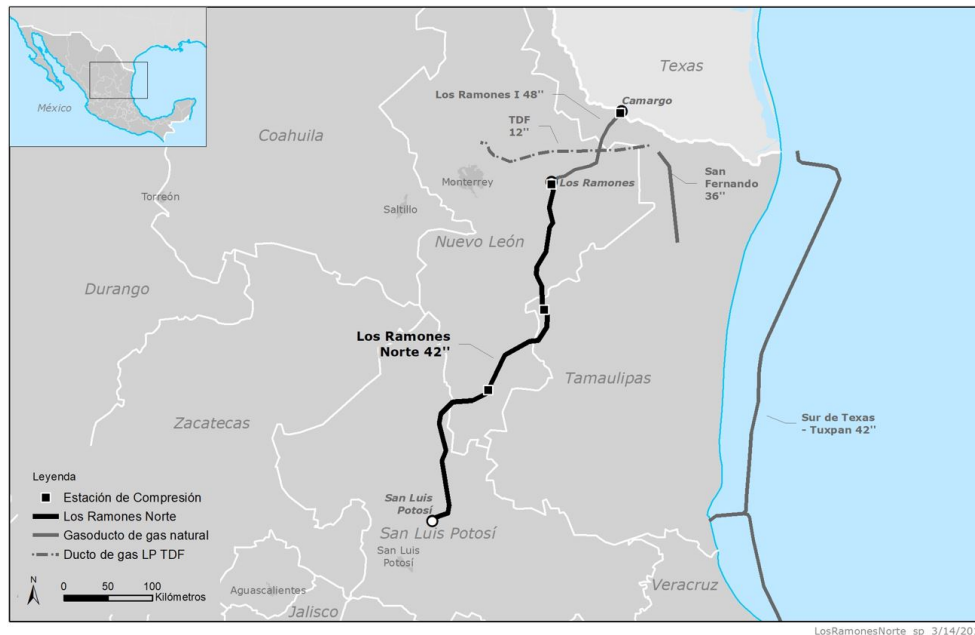 México
Texas
Los Ramones I 48"
Camargo
Coahuila
TDF
12"
San
Fernando
36"
Monterrey
Los Ramones
Torreón
Saltillo
Nuevo León
Durango
Los Ramones
Norte 42"
Tamaulipas
Zacatecas
Sur de Texas
- Tuxpan 42"
Leyenda
Estación de Compresión
Los Ramones Norte
Gasoducto de gas natural
Ducto de gas LP TDF
San Luis
Potosí
San Luis Potosí
San Luis
Potosí
Veracruz
N
0 50 100
Kilómetros
Aguascalientes
Jalisco
LosRamonesNorte_sp_3/14/20